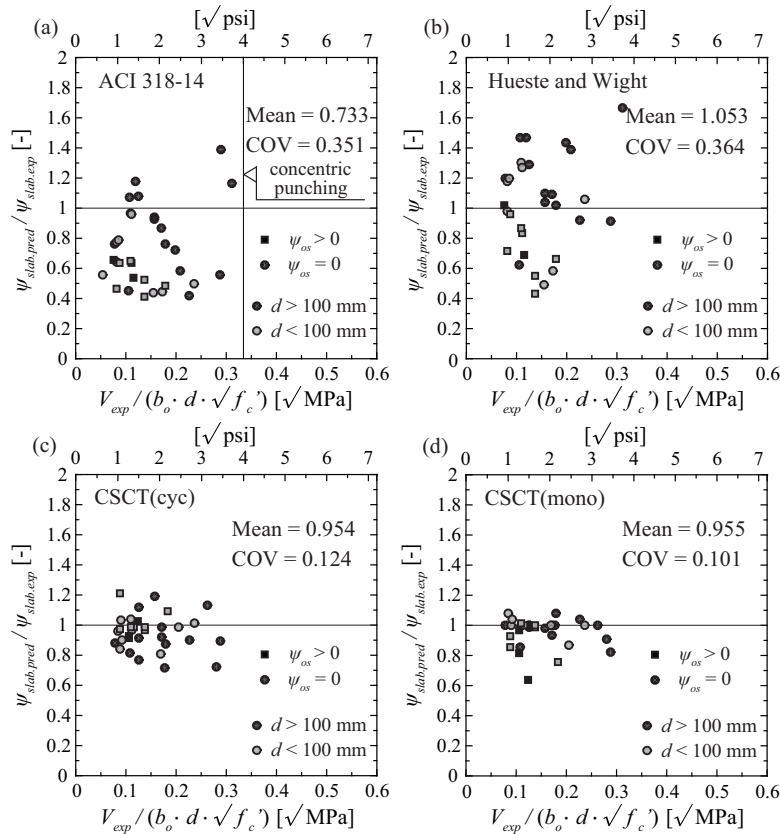 (a)
[√psi]
0 1 2 3 4 5 6 7
2
1.8
1.6
1.4
1.2
1
0.8
0.6
0.4
0.2
0
ψslab.pred / ψslab.exp [-]
ACI 318-14
Mean = 0.733
COV = 0.351
concentric
punching
ψos > 0
ψos = 0
d > 100 mm
d < 100 mm
0 0.1 0.2 0.3 0.4 0.5 0.6
Vexp / (bo · d · √fc’) [√MPa]
(b)
[√psi]
0 1 2 3 4 5 6 7
2
1.8
1.6
1.4
1.2
1
0.8
0.6
0.4
0.2
0
ψslab.pred / ψslab.exp [-]
Hueste and Wight
Mean = 1.053
COV = 0.364
ψos > 0
ψos = 0
d > 100 mm
d < 100 mm
0 0.1 0.2 0.3 0.4 0.5 0.6
Vexp / (bo · d · √fc’) [√MPa]
(c)
[√psi]
0 1 2 3 4 5 6 7
2
1.8
1.6
1.4
1.2
1
0.8
0.6
0.4
0.2
0
ψslab.pred / ψslab.exp [-]
CSCT(cyc)
Mean = 0.954
COV = 0.124
ψos > 0
ψos = 0
d > 100 mm
d < 100 mm
0 0.1 0.2 0.3 0.4 0.5 0.6
Vexp / (bo · d · √fc’) [√MPa]
(d)
[√psi]
0 1 2 3 4 5 6 7
2
1.8
1.6
1.4
1.2
1
0.8
0.6
0.4
0.2
0
ψslab.pred / ψslab.exp [-]
CSCT(mono)
Mean = 0.955
COV = 0.101
ψos > 0
ψos = 0
d > 100 mm
d < 100 mm
0 0.1 0.2 0.3 0.4 0.5 0.6
Vexp / (bo · d · √fc’) [√MPa]